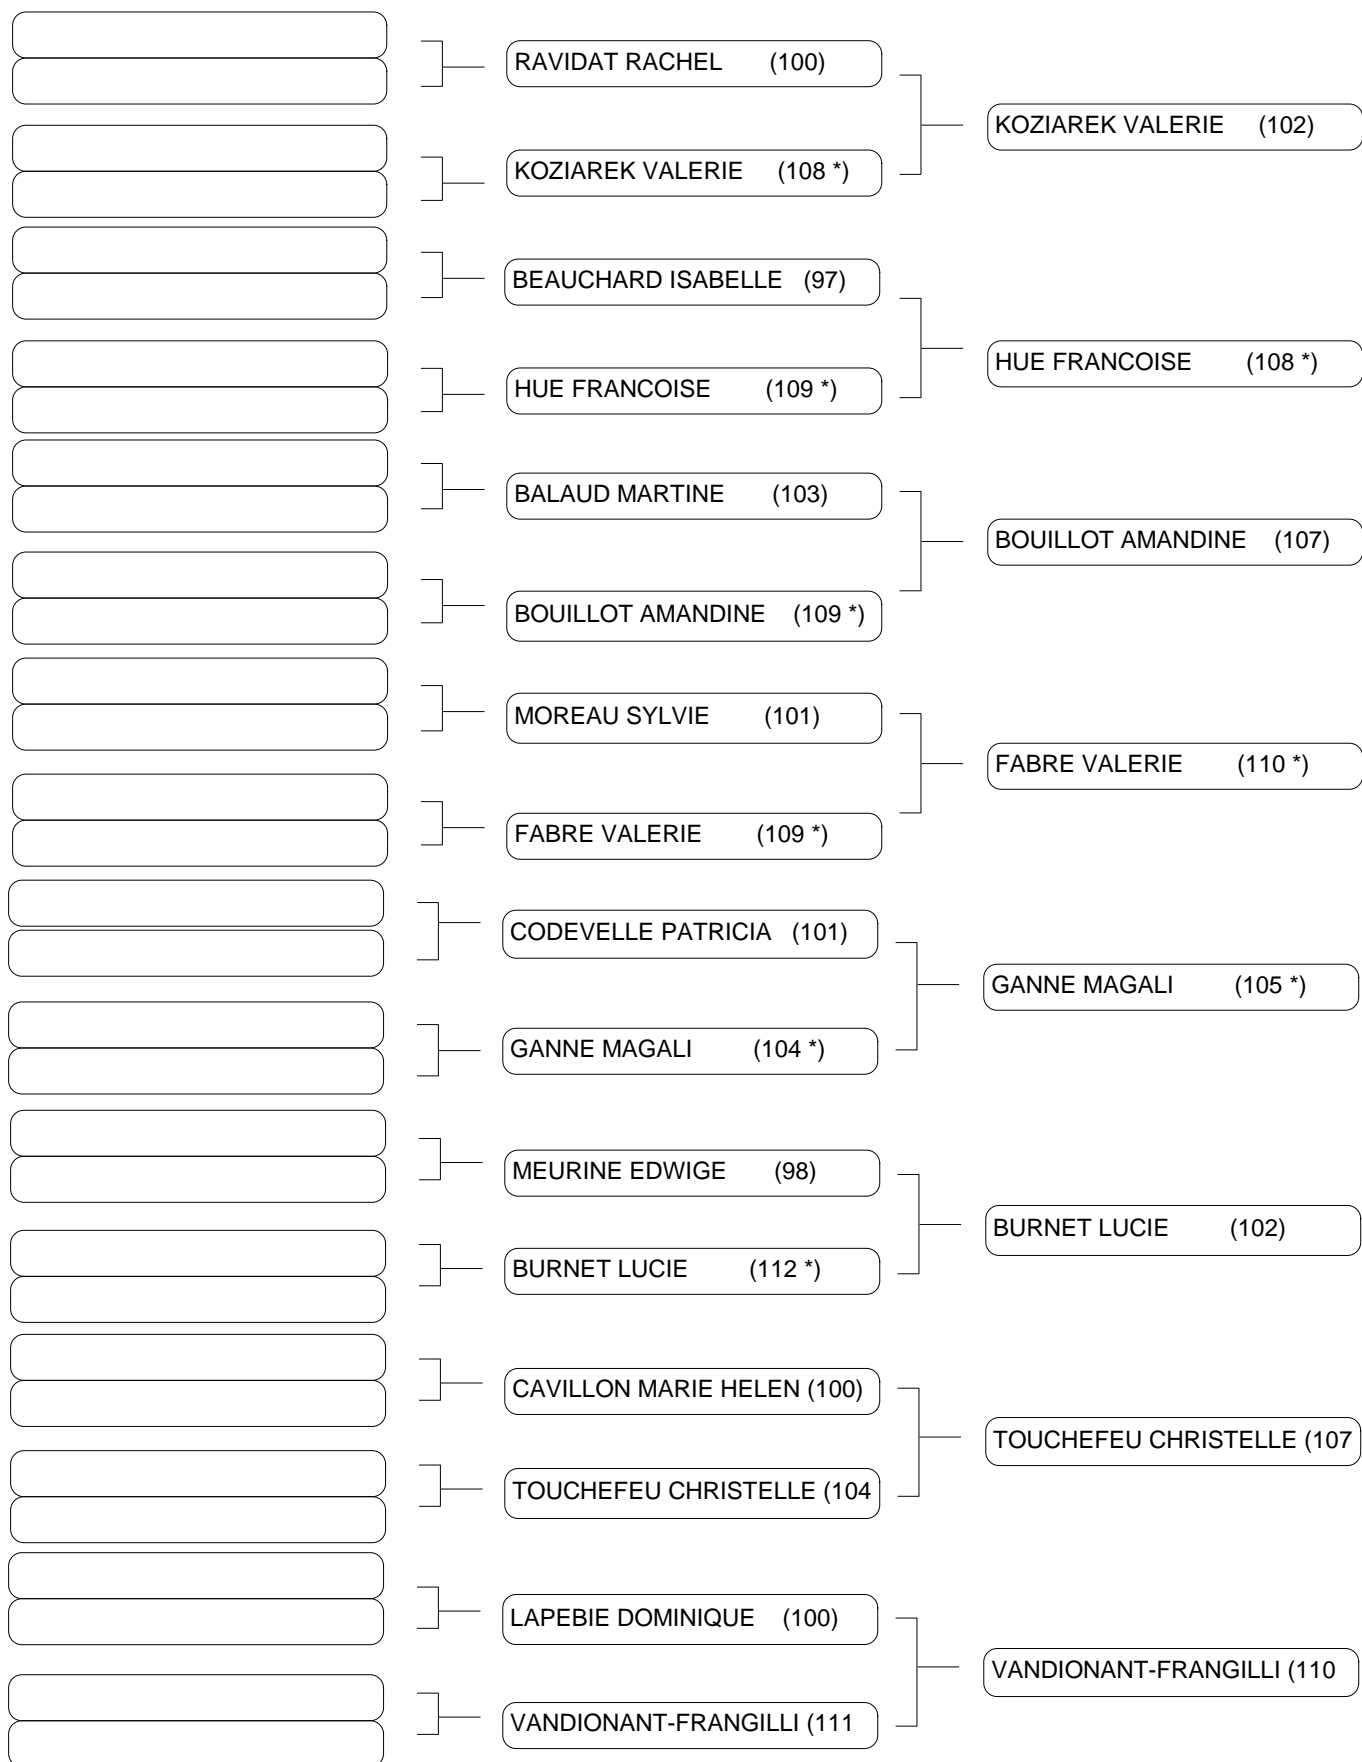 RAVIDAT RACHEL (100)
KOZIAREK VALERIE (102)
KOZIAREK VALERIE (108 *)
BEAUCHARD ISABELLE (97)
HUE FRANCOISE (108 *)
HUE FRANCOISE (109 *)
BALAUD MARTINE (103)
BOUILLOT AMANDINE (107)
BOUILLOT AMANDINE (109 *)
MOREAU SYLVIE (101)
FABRE VALERIE (110 *)
FABRE VALERIE (109 *)
CODEVELLE PATRICIA (101)
GANNE MAGALI (105 *)
GANNE MAGALI (104 *)
MEURINE EDWIGE (98)
BURNET LUCIE (102)
BURNET LUCIE (112 *)
CAVILLON MARIE HELEN (100)
TOUCHEFEU CHRISTELLE (107
TOUCHEFEU CHRISTELLE (104
LAPEBIE DOMINIQUE (100)
VANDIONANT-FRANGILLI (110
VANDIONANT-FRANGILLI (111